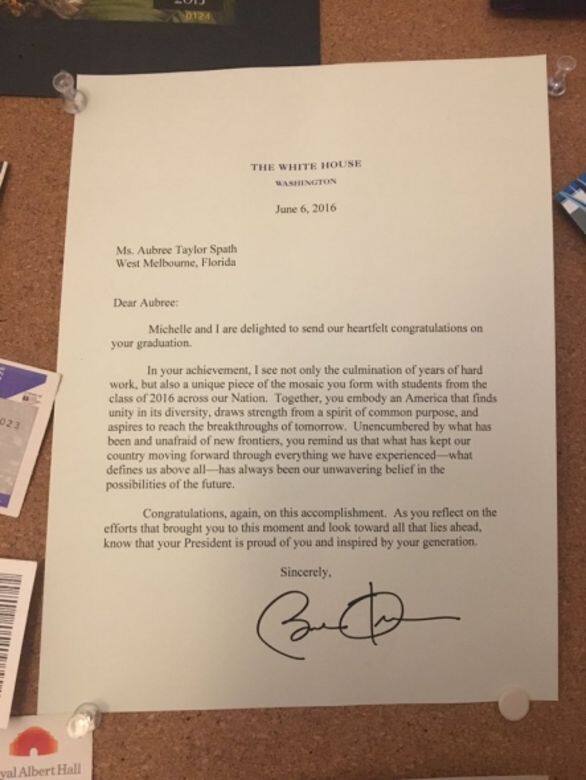 2015
0124
THE WHITE HOUSE
WASHINGTON
June 6, 2016
Ms. Aubree Taylor Spath
West Melbourne, Florida
Dear Aubree:
Michelle and I are delighted to send our heartfelt congratulations on
your graduation.
In your achievement, I see not only the culmination of years of hard
work, but also a unique piece of the mosaic you form with students from the
class of 2016 across our Nation. Together, you embody an America that finds
unity in its diversity, draws strength from a spirit of common purpose, and
aspires to reach the breakthroughs of tomorrow. Unencumbered by what has
been and unafraid of new frontiers, you remind us that what has kept our
country moving forward through everything we have experienced—what
defines us above all—has always been our unwavering belief in the
possibilities of the future.
Congratulations, again, on this accomplishment. As you reflect on the
efforts that brought you to this moment and look toward all that lies ahead,
know that your President is proud of you and inspired by your generation.
Sincerely,
023
yal Albert Hall